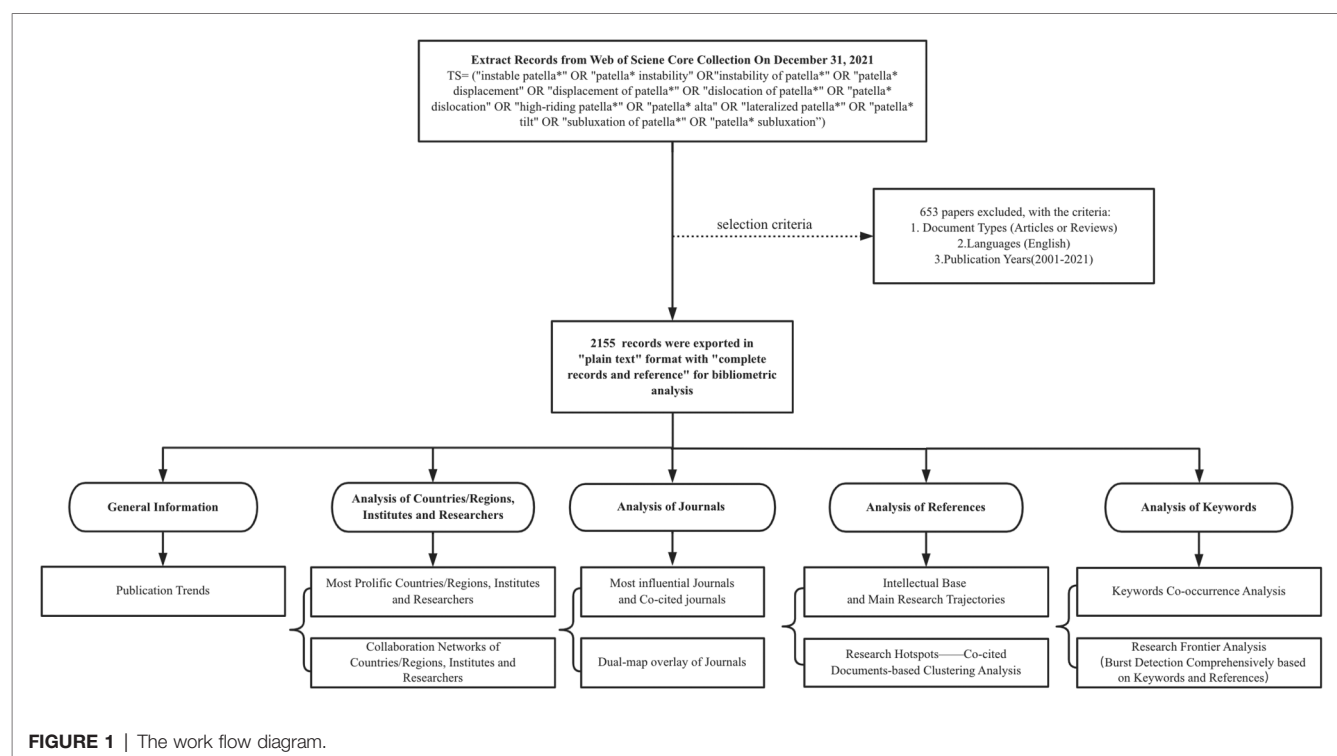 Extract Records from Web of Sciene Core Collection On December 31, 2021
TS= ("instable patella*" OR "patella* instability" OR"instability of patella*" OR "patella*
displacement" OR "displacement of patella*" OR "dislocation of patella*" OR "patella*
dislocation" OR "high-riding patella*" OR "patella* alta" OR "lateralized patella*" OR "patella*
tilt" OR "subluxation of patella*" OR "patella* subluxation”)
selection criteria
653 papers excluded, with the criteria:
1. Document Types (Articles or Reviews)
2.Languages (English)
3.Publication Years(2001-2021)
2155 records were exported in
"plain text" format with "complete
records and reference" for bibliometric
analysis
General Information
Analysis of Countries/Regions,
Institutes and Researchers
Analysis of Journals
Analysis of References
Analysis of Keywords
Publication Trends
Most Prolific Countries/Regions, Institutes
and Researchers
Most influential Journals
and Co-cited journals
Intellectual Base
and Main Research Trajectories
Keywords Co-occurrence Analysis
Collaboration Networks of
Countries/Regions, Institutes and
Researchers
Dual-map overlay of Journals
Research Hotspots——Co-cited
Documents-based Clustering Analysis
Research Frontier Analysis
(Burst Detection Comprehensively based
on Keywords and References)
FIGURE 1 | The work flow diagram.